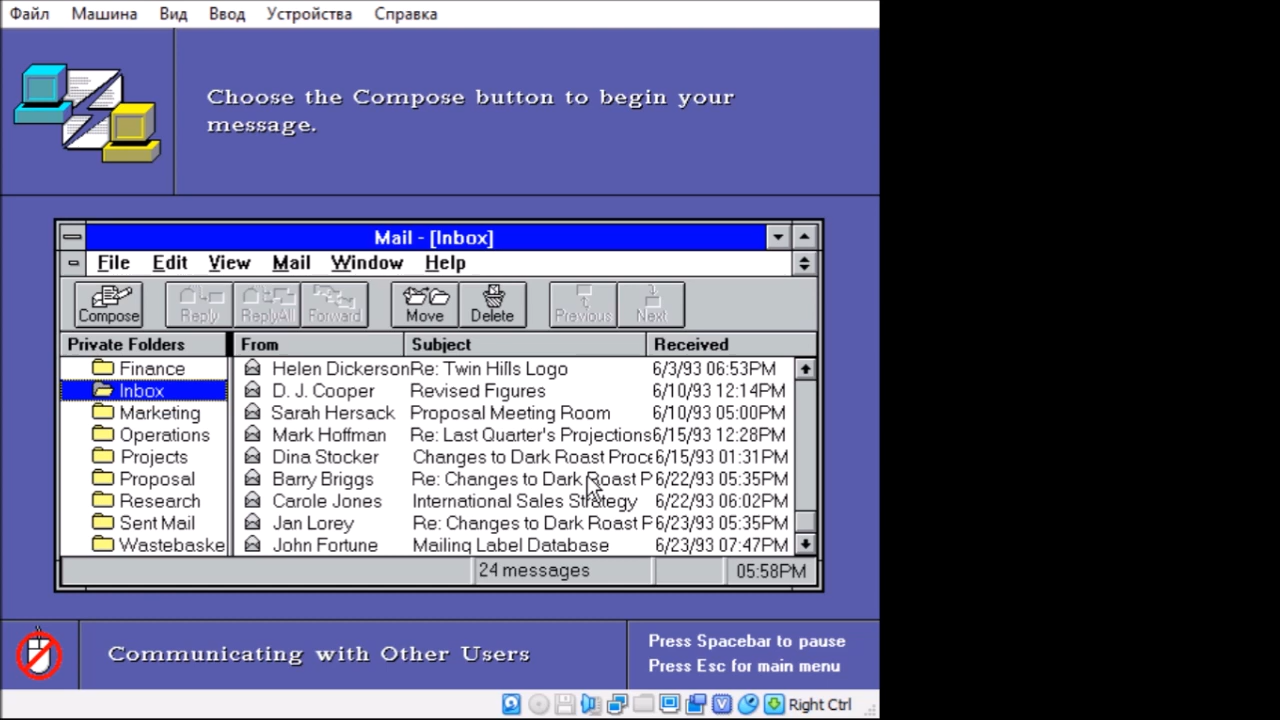 Файл Машина Вид Ввод Устройства Справка
Choose the Compose button to begin your
message.
Mail - [Inbox]
File Edit View Mail Window Help
Compose Reply ReplyAll Forward Move Delete Previous Next
Private Folders From Subject Received
Finance Helen Dickerson Re: Twin Hills Logo 6/3/93 06:53PM
Inbox D. J. Cooper Revised Figures 6/10/93 12:14PM
Marketing Sarah Hersack Proposal Meeting Room 6/10/93 05:00PM
Operations Mark Hoffman Re: Last Quarter's Projections 6/15/93 12:28PM
Projects Dina Stocker Changes to Dark Roast Proce 6/15/93 01:31PM
Proposal Barry Briggs Re: Changes to Dark Roast P 6/22/93 05:35PM
Research Carole Jones International Sales Strategy 6/22/93 06:02PM
Sent Mail Jan Lorey Re: Changes to Dark Roast P 6/23/93 05:35PM
Wastebaske John Fortune Mailing Label Database 6/23/93 07:47PM
24 messages 05:58PM
Communicating with Other Users
Press Spacebar to pause
Press Esc for main menu
Right Ctrl